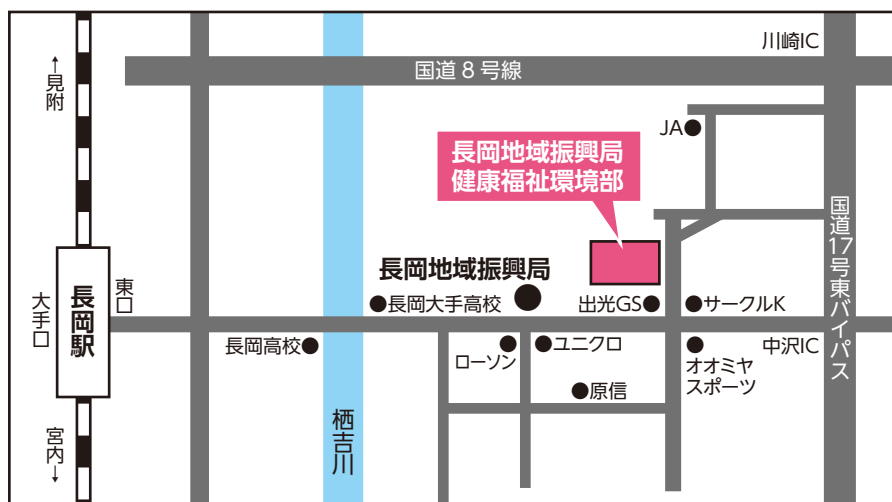 川崎IC
国道8号線
←見附
JA
長岡地域振興局
健康福祉環境部
国道17号東バイパス
長岡地域振興局
東口
長岡駅
大手口
長岡大手高校
出光GS
サークルK
長岡高校
ローソン
ユニクロ
オオミヤ
スポーツ
中沢IC
原信
栖吉川
宮内→